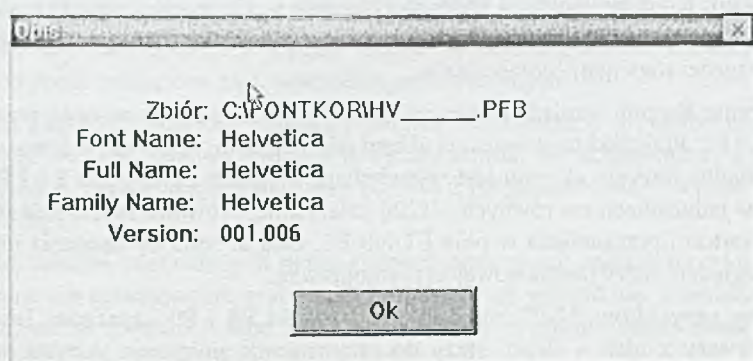 Opis
Zbiór: C:\FONTKOR\HV______.PFB
Font Name: Helvetica
Full Name: Helvetica
Family Name: Helvetica
Version: 001.006
Ok